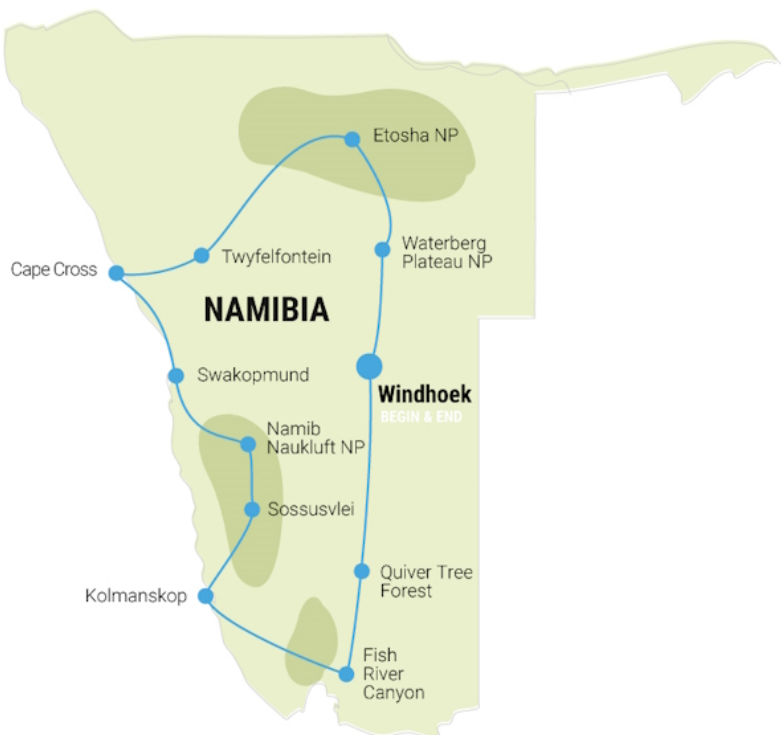 Etosha NP
Waterberg
Plateau NP
Twyfelfontein
Cape Cross
NAMIBIA
Swakopmund
Windhoek
BEGIN & END
Namib
Naukluft NP
Sossusvlei
Quiver Tree
Forest
Kolmanskop
Fish
River
Canyon